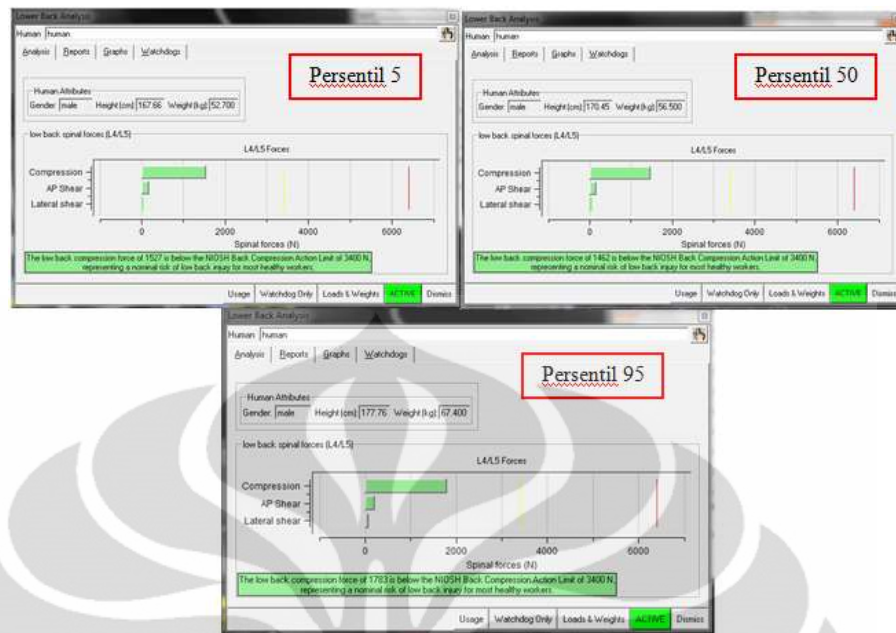 Lower Back Analysis
Human human
Analysis Reports Graphs Watchdogs
Persentil 5
Human Attributes
Gender: male Height (cm) 167.66 Weight (kg) 52.700
low back spinal forces (L4/L5)
L4/L5 Forces
Compression
AP Shear
Lateral shear
0 2000 4000 6000
Spinal forces (N)
The low back compression force of 1527 is below the NIOSH Back Compression Action Limit of 3400 N,
representing a nominal risk of low back injury for most healthy workers.
Usage Watchdog Only Loads & Weights ACTIVE Dismiss
Lower Back Analysis
Human human
Analysis Reports Graphs Watchdogs
Persentil 50
Human Attributes
Gender: male Height (cm) 170.45 Weight (kg) 56.500
low back spinal forces (L4/L5)
L4/L5 Forces
Compression
AP Shear
Lateral shear
0 2000 4000 6000
Spinal forces (N)
The low back compression force of 1462 is below the NIOSH Back Compression Action Limit of 3400 N,
representing a nominal risk of low back injury for most healthy workers.
Usage Watchdog Only Loads & Weights ACTIVE Dismiss
Lower Back Analysis
Human human
Analysis Reports Graphs Watchdogs
Persentil 95
Human Attributes
Gender: male Height (cm) 177.76 Weight (kg) 67.400
low back spinal forces (L4/L5)
L4/L5 Forces
Compression
AP Shear
Lateral shear
0 2000 4000 6000
Spinal forces (N)
The low back compression force of 1783 is below the NIOSH Back Compression Action Limit of 3400 N,
representing a nominal risk of low back injury for most healthy workers.
Usage Watchdog Only Loads & Weights ACTIVE Dismiss